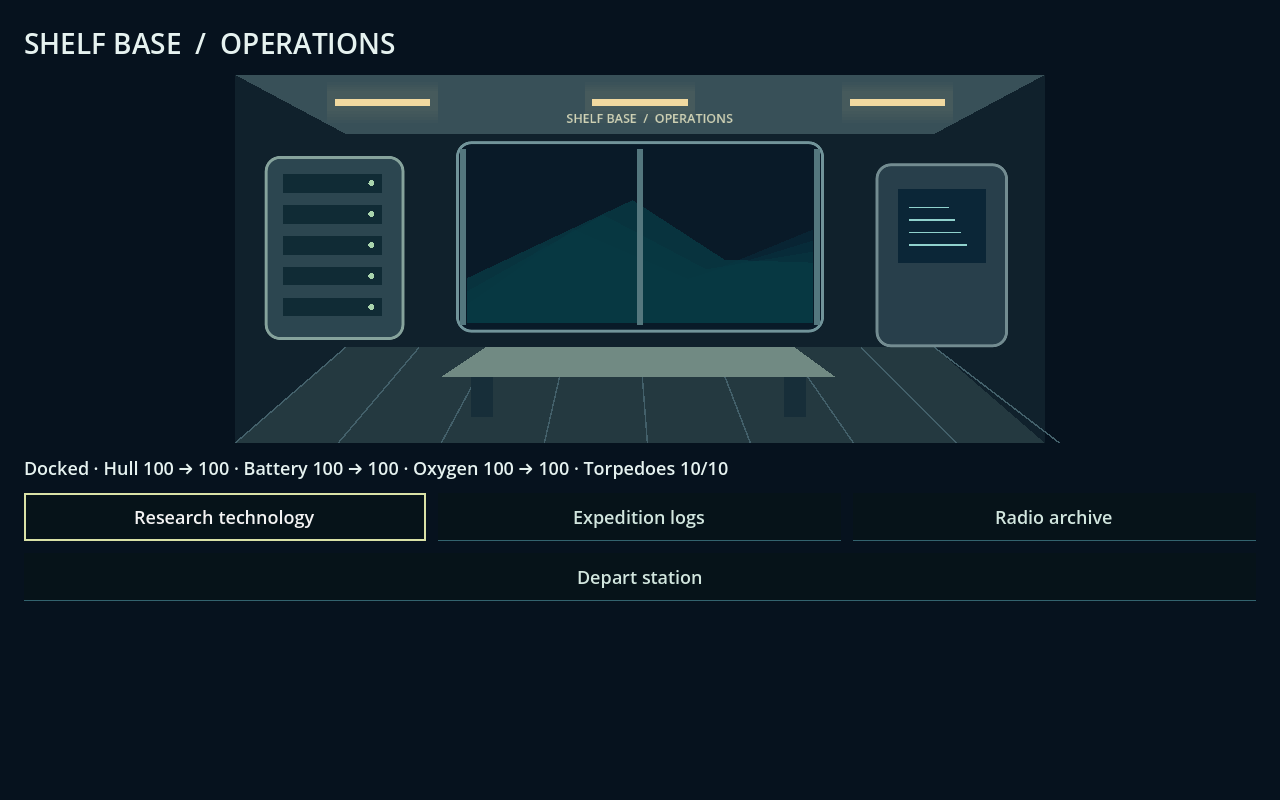 SHELF BASE / OPERATIONS
SHELF BASE / OPERATIONS
Docked · Hull 100 → 100 · Battery 100 → 100 · Oxygen 100 → 100 · Torpedoes 10/10
Research technology
Expedition logs
Radio archive
Depart station